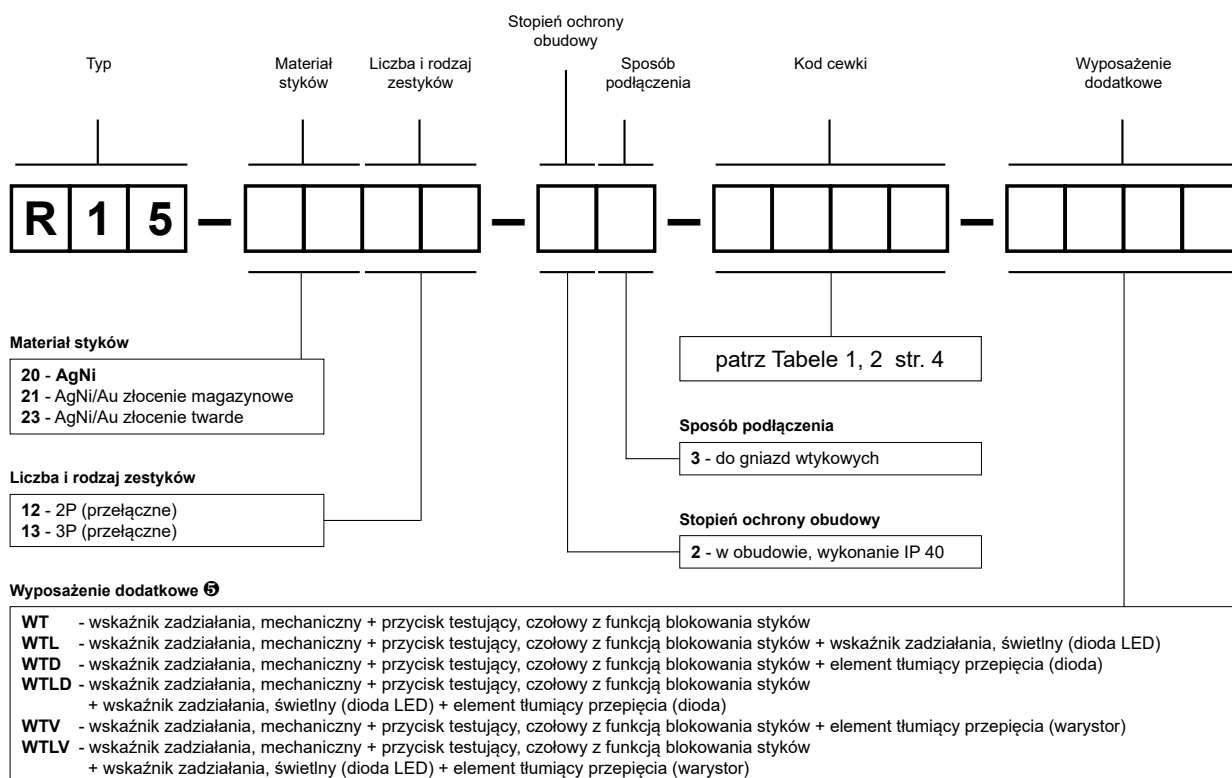 Stopień ochrony
obudowy
Typ
Materiał
styków
Liczba i rodzaj
zestyków
Sposób
podłączenia
Kod cewki
Wyposażenie
dodatkowe
R 1 5 – – – –
Materiał styków
20 - AgNi
21 - AgNi/Au złocenie magazynowe
23 - AgNi/Au złocenie twarde
patrz Tabele 1, 2 str. 4
Sposób podłączenia
3 - do gniazd wtykowych
Liczba i rodzaj zestyków
12 - 2P (przełączne)
13 - 3P (przełączne)
Stopień ochrony obudowy
2 - w obudowie, wykonanie IP 40
Wyposażenie dodatkowe ❺
WT - wskaźnik zadziałania, mechaniczny + przycisk testujący, czołowy z funkcją blokowania styków
WTL - wskaźnik zadziałania, mechaniczny + przycisk testujący, czołowy z funkcją blokowania styków + wskaźnik zadziałania, świetlny (dioda LED)
WTD - wskaźnik zadziałania, mechaniczny + przycisk testujący, czołowy z funkcją blokowania styków + element tłumiący przepięcia (dioda)
WTLD - wskaźnik zadziałania, mechaniczny + przycisk testujący, czołowy z funkcją blokowania styków
+ wskaźnik zadziałania, świetlny (dioda LED) + element tłumiący przepięcia (dioda)
WTV - wskaźnik zadziałania, mechaniczny + przycisk testujący, czołowy z funkcją blokowania styków + element tłumiący przepięcia (warystor)
WTLV - wskaźnik zadziałania, mechaniczny + przycisk testujący, czołowy z funkcją blokowania styków
+ wskaźnik zadziałania, świetlny (dioda LED) + element tłumiący przepięcia (warystor)